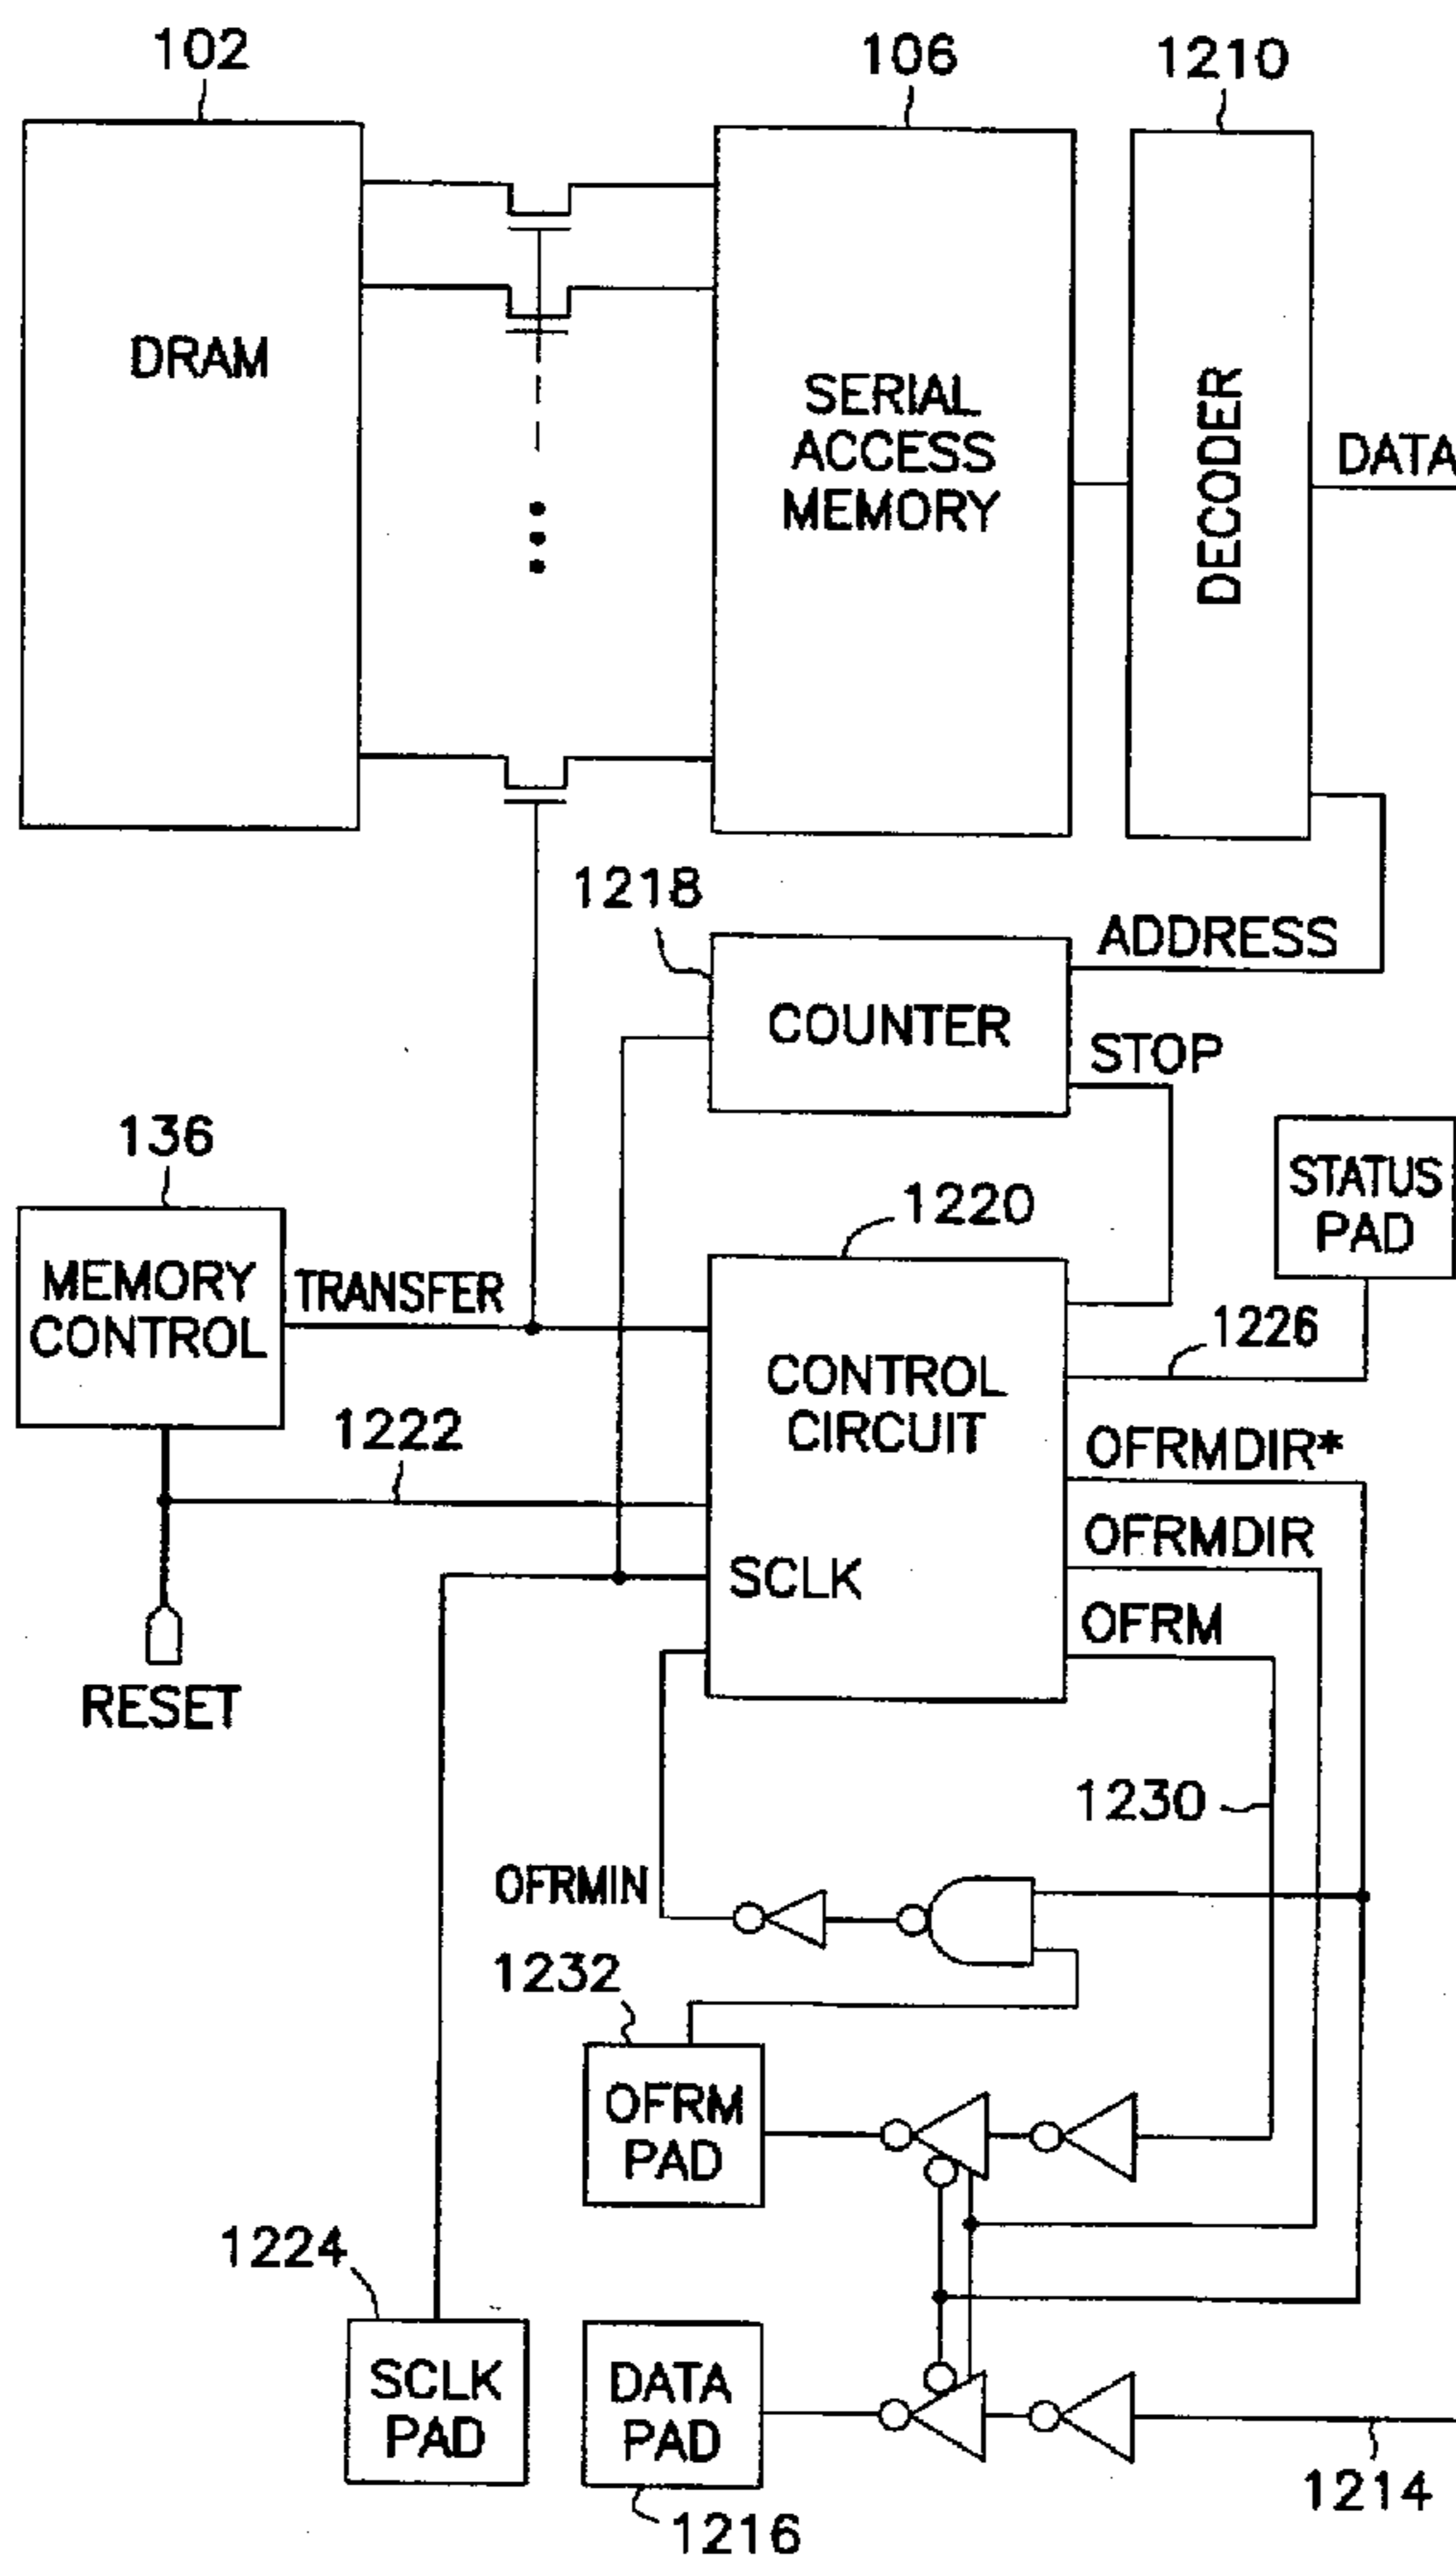 102
106
1210
DRAM
SERIAL
ACCESS
MEMORY
DECODER
DATA
1218
ADDRESS
COUNTER
STOP
136
STATUS
PAD
1220
MEMORY
CONTROL
TRANSFER
1226
CONTROL
CIRCUIT
1222
OFRMDIR*
OFRMDIR
SCLK
OFRM
RESET
1230
OFRMIN
1232
OFRM
PAD
1224
SCLK
PAD
DATA
PAD
1214
1216